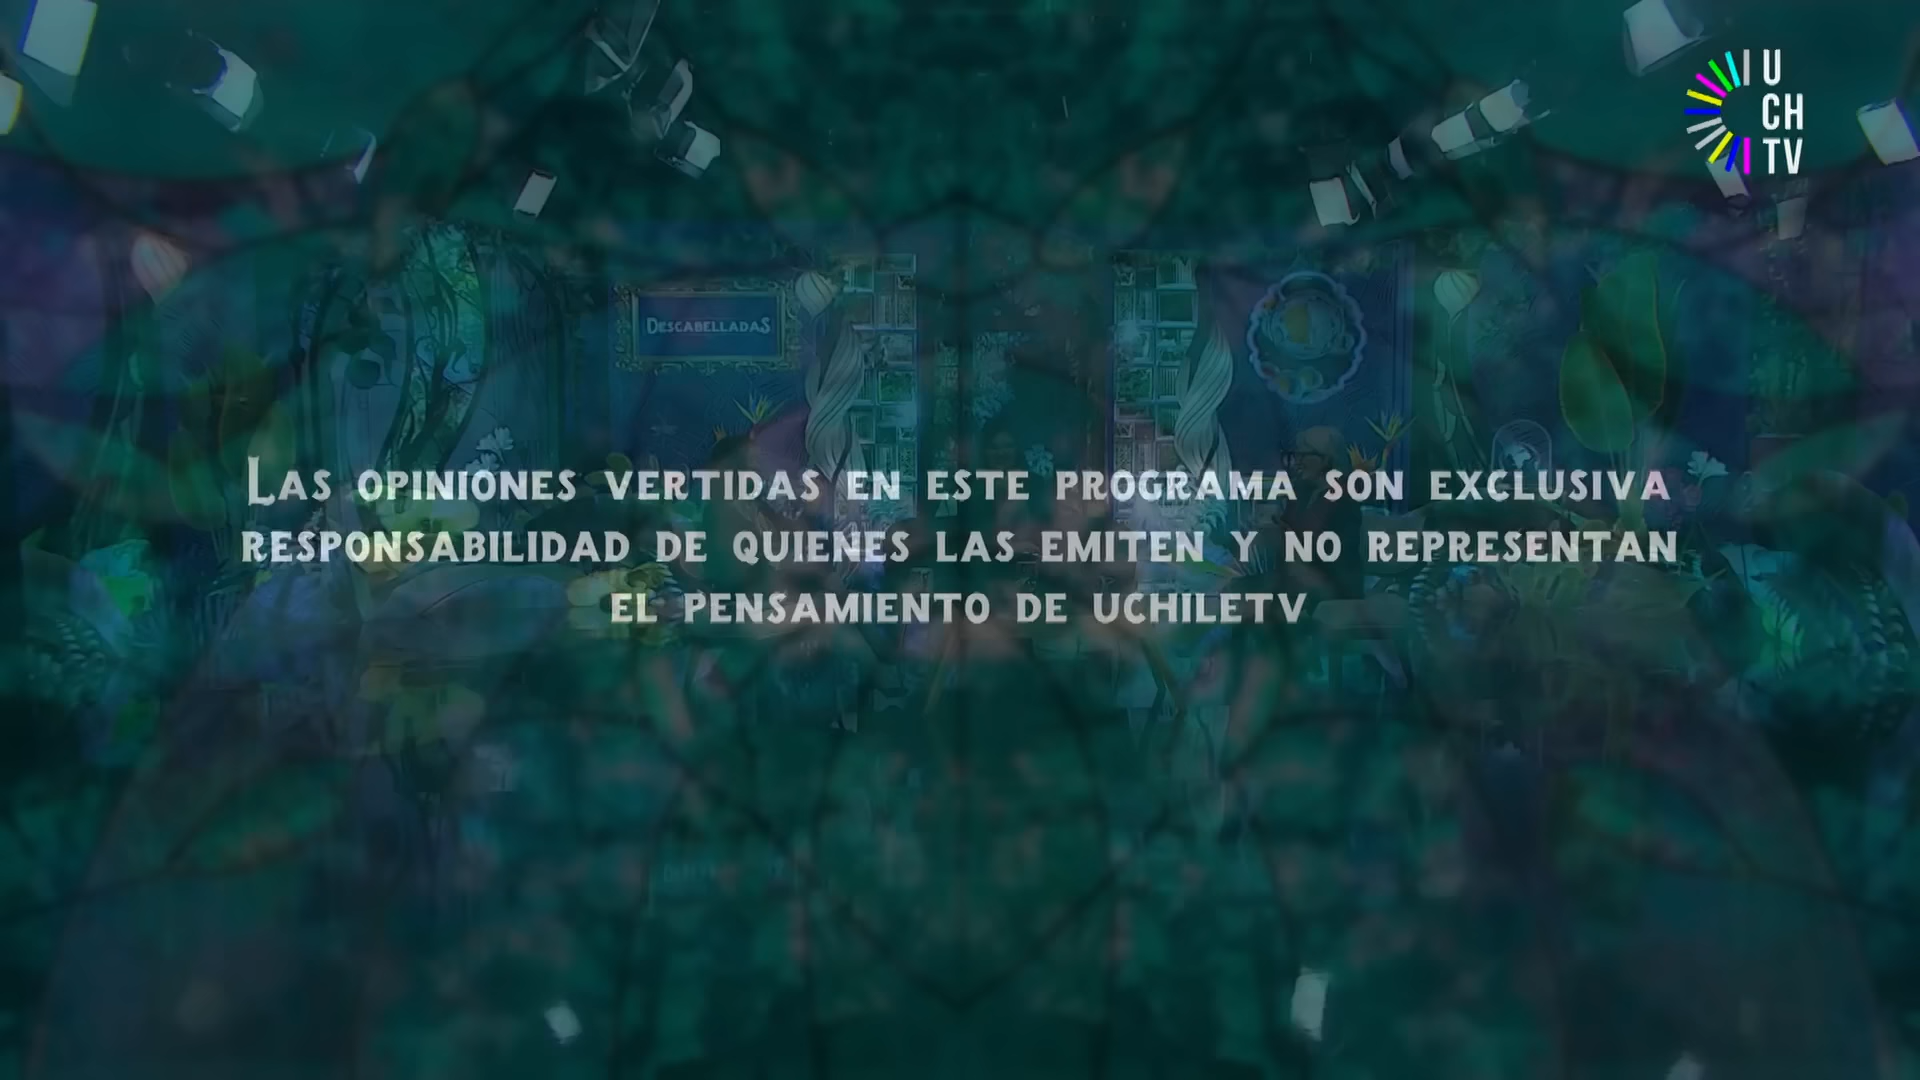 U
CH
TV
DESCABELLADAS
LAS OPINIONES VERTIDAS EN ESTE PROGRAMA SON EXCLUSIVA
RESPONSABILIDAD DE QUIENES LAS EMITEN Y NO REPRESENTAN
EL PENSAMIENTO DE UCHILETV